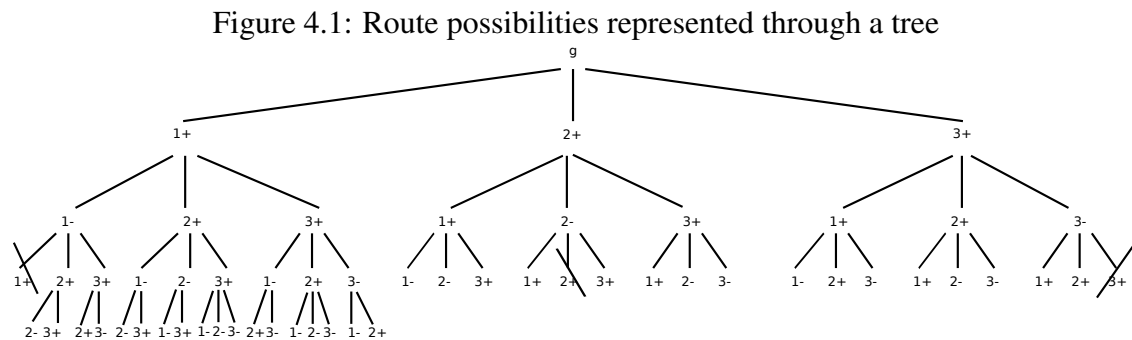 Figure 4.1: Route possibilities represented through a tree
g
1+ 2+ 3+
1- 2+ 3+ 1+ 2- 3+ 1+ 2+ 3-
1+ 2+ 3+ 1- 2- 3+ 1- 2+ 3- 1- 2- 3+ 1+ 2+ 3+ 1+ 2- 3- 1- 2+ 3- 1+ 2- 3- 1+ 2+ 3+
2- 3+ 2+ 3- 2- 3+ 1- 3+ 1- 2- 3- 2+ 3- 1- 2- 3- 1- 2+